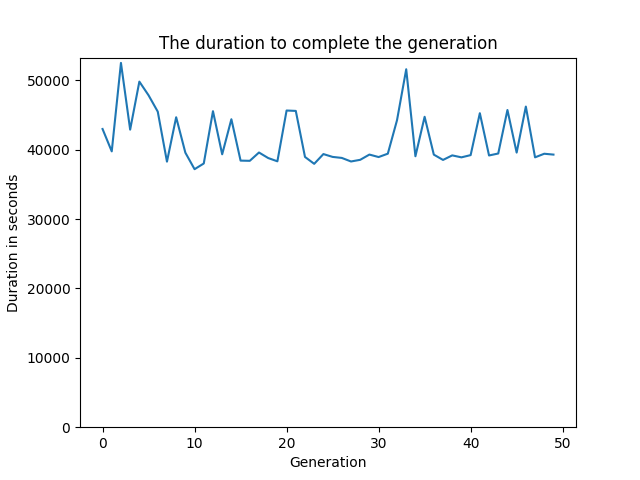 The duration to complete the generation
50000
40000
30000
20000
10000
0
Duration in seconds
0 10 20 30 40 50
Generation